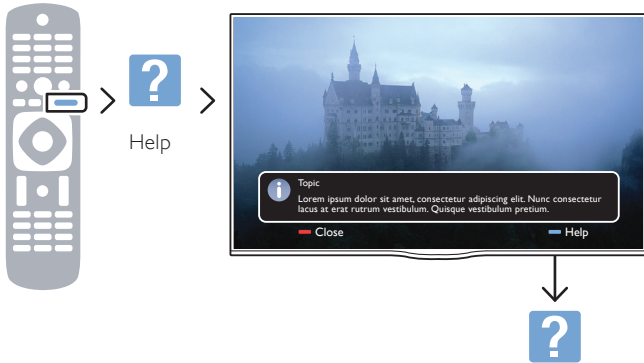 ?
Help
Topic
Lorem ipsum dolor sit amet, consectetur adipiscing elit. Nunc consectetur
lacus at erat rutrum vestibulum. Quisque vestibulum pretium.
Close
Help
?